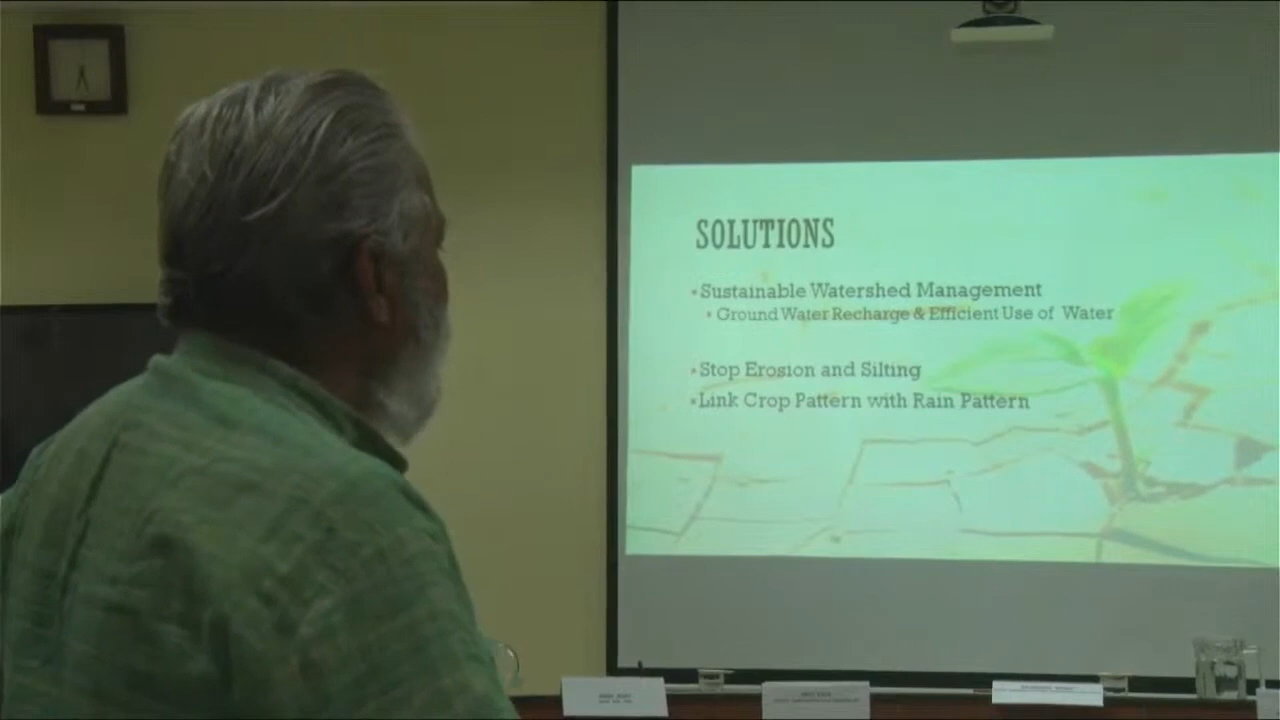 SOLUTIONS
Sustainable Watershed Management
Ground Water Recharge & Efficient Use of Water
Stop Erosion and Silting
Link Crop Pattern with Rain Pattern